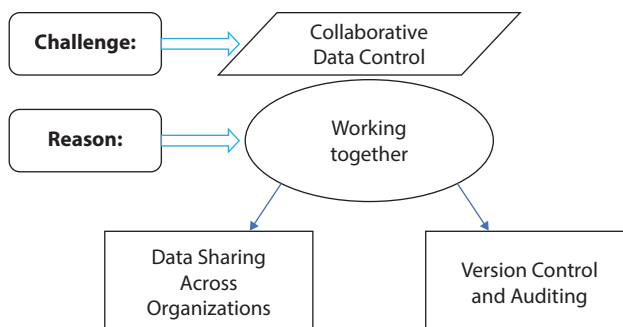 Challenge:
Collaborative
Data Control
Reason:
Working
together
Data Sharing
Across
Organizations
Version Control
and Auditing